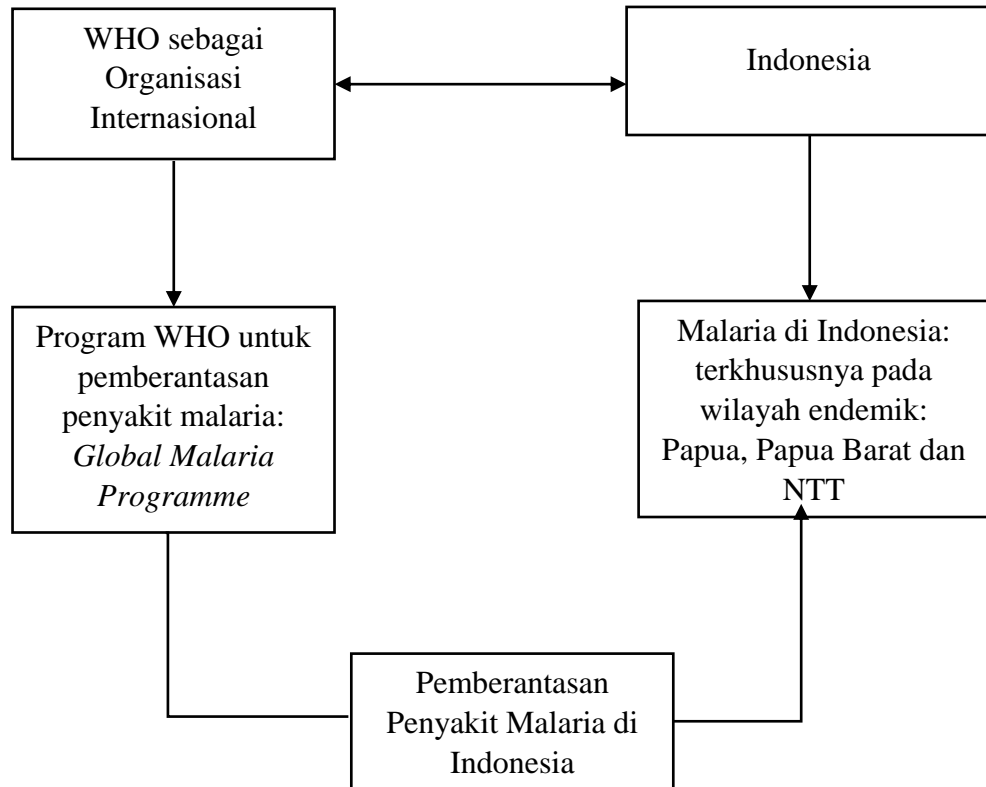 WHO sebagai
Organisasi
Internasional
Indonesia
Program WHO untuk
pemberantasan
penyakit malaria:
Global Malaria
Programme
Malaria di Indonesia:
terkhususnya pada
wilayah endemik:
Papua, Papua Barat dan
NTT
Pemberantasan
Penyakit Malaria di
Indonesia